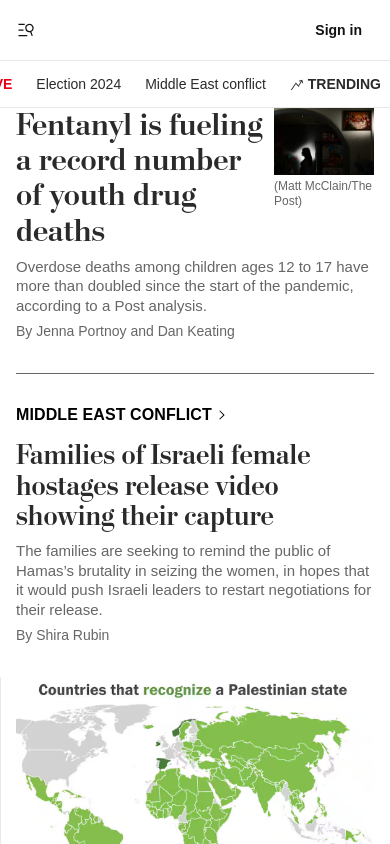 Sign in
VE Election 2024 Middle East conflict TRENDING
Fentanyl is fueling
a record number
of youth drug
deaths
(Matt McClain/The
Post)
Overdose deaths among children ages 12 to 17 have
more than doubled since the start of the pandemic,
according to a Post analysis.
By Jenna Portnoy and Dan Keating
MIDDLE EAST CONFLICT
Families of Israeli female
hostages release video
showing their capture
The families are seeking to remind the public of
Hamas’s brutality in seizing the women, in hopes that
it would push Israeli leaders to restart negotiations for
their release.
By Shira Rubin
Countries that recognize a Palestinian state